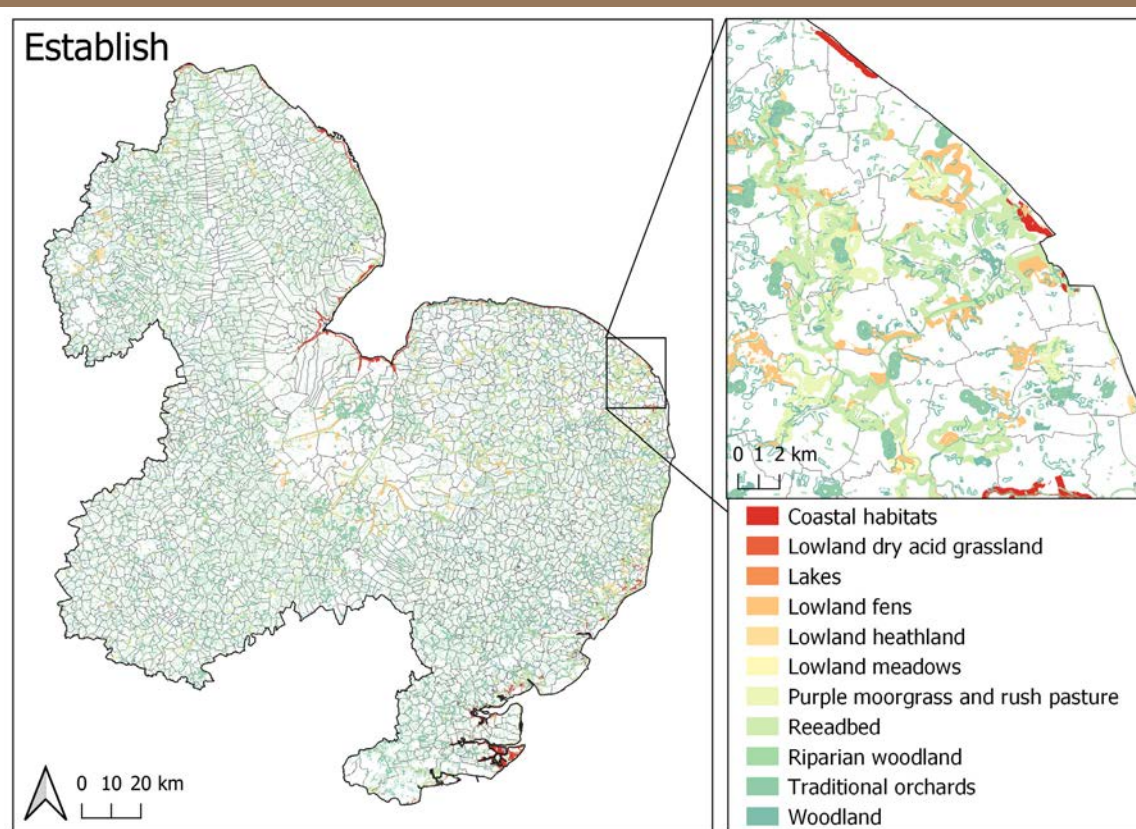 Establish
0 1 2 km
0 10 20 km
Coastal habitats
Lowland dry acid grassland
Lakes
Lowland fens
Lowland heathland
Lowland meadows
Purple moorgrass and rush pasture
Reeadbed
Riparian woodland
Traditional orchards
Woodland